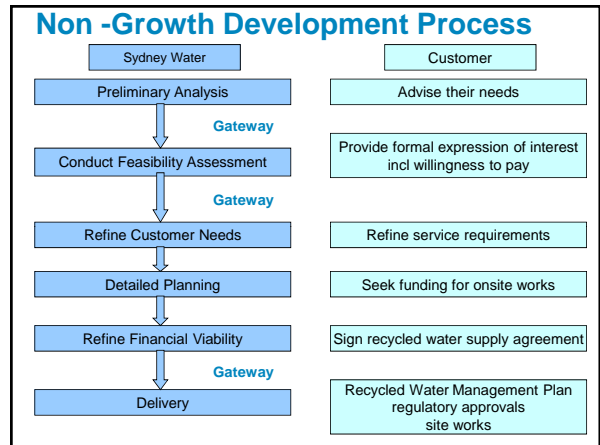 Non -Growth Development Process
Sydney Water
Customer
Preliminary Analysis
Advise their needs
Gateway
Conduct Feasibility Assessment
Provide formal expression of interest
incl willingness to pay
Gateway
Refine Customer Needs
Refine service requirements
Detailed Planning
Seek funding for onsite works
Refine Financial Viability
Sign recycled water supply agreement
Gateway
Delivery
Recycled Water Management Plan
regulatory approvals
site works